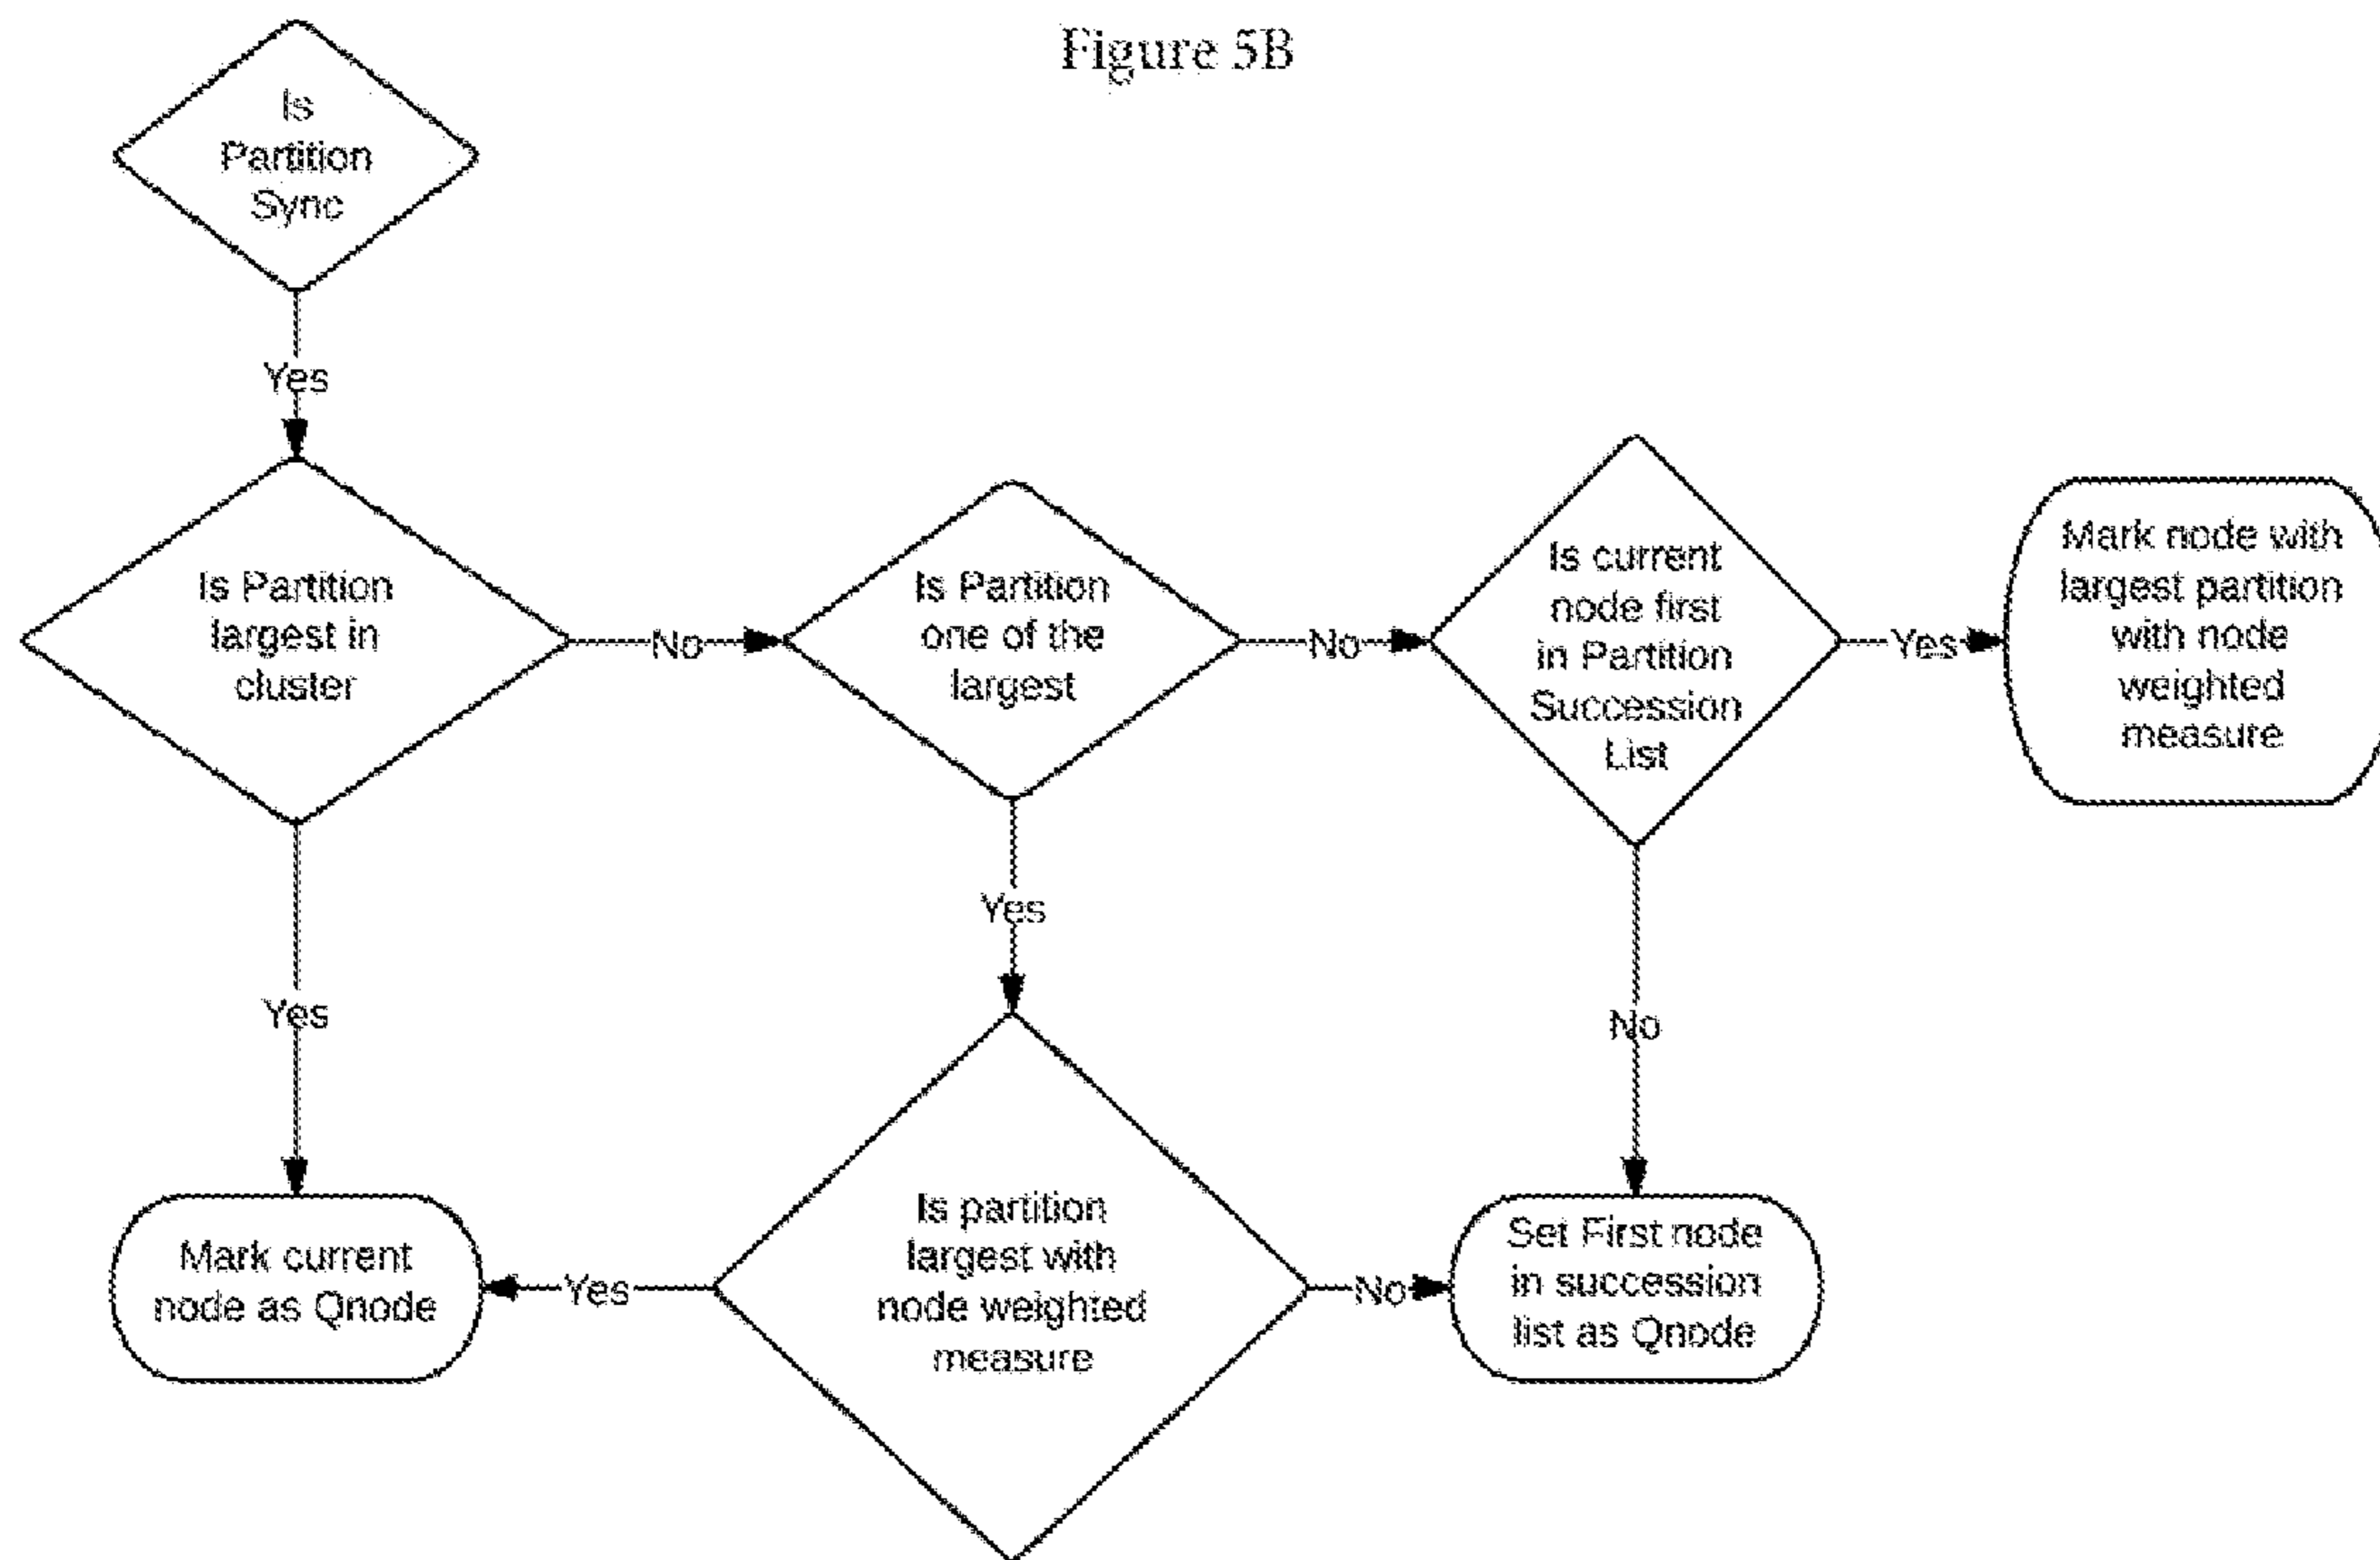 Figure 5B
Is
Partition
Sync
Yes
Is Partition
largest in
cluster
No
Is Partition
one of the
largest
No
Is current
node first
in Partition
Succession
List
Yes
Mark node with
largest partition
with node
weighted
measure
Yes
Yes
No
Mark current
node as Qnode
Yes
Is partition
largest with
node weighted
measure
No
Set First node
in succession
list as Qnode